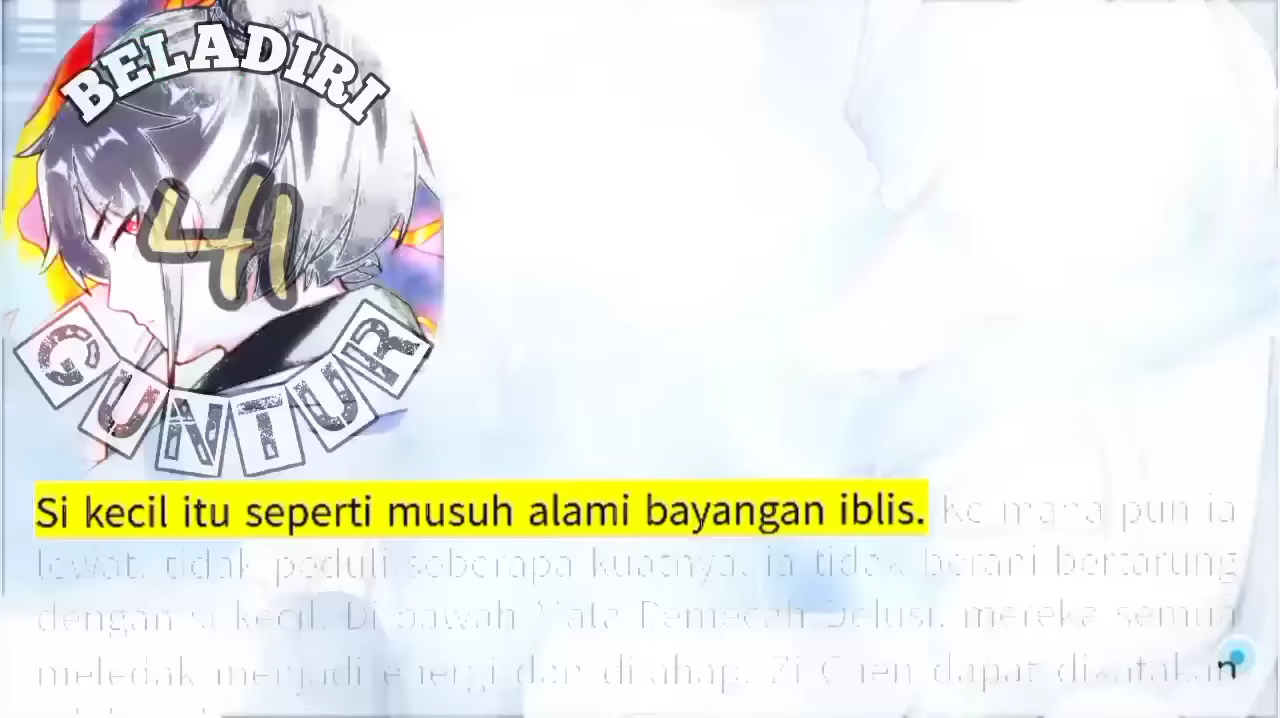 BELADIRI
41
GUNTUR
Si kecil itu seperti musuh alami bayangan iblis. Ke mana pun ia
lewat, tidak peduli seberapa kuatnya, ia tidak berani bertarung
dengan si kecil. Di bawah Mata Pemecah Delusi, mereka semua
meledak menjadi energi dan dilahap. Zi Chen dapat dikatakan